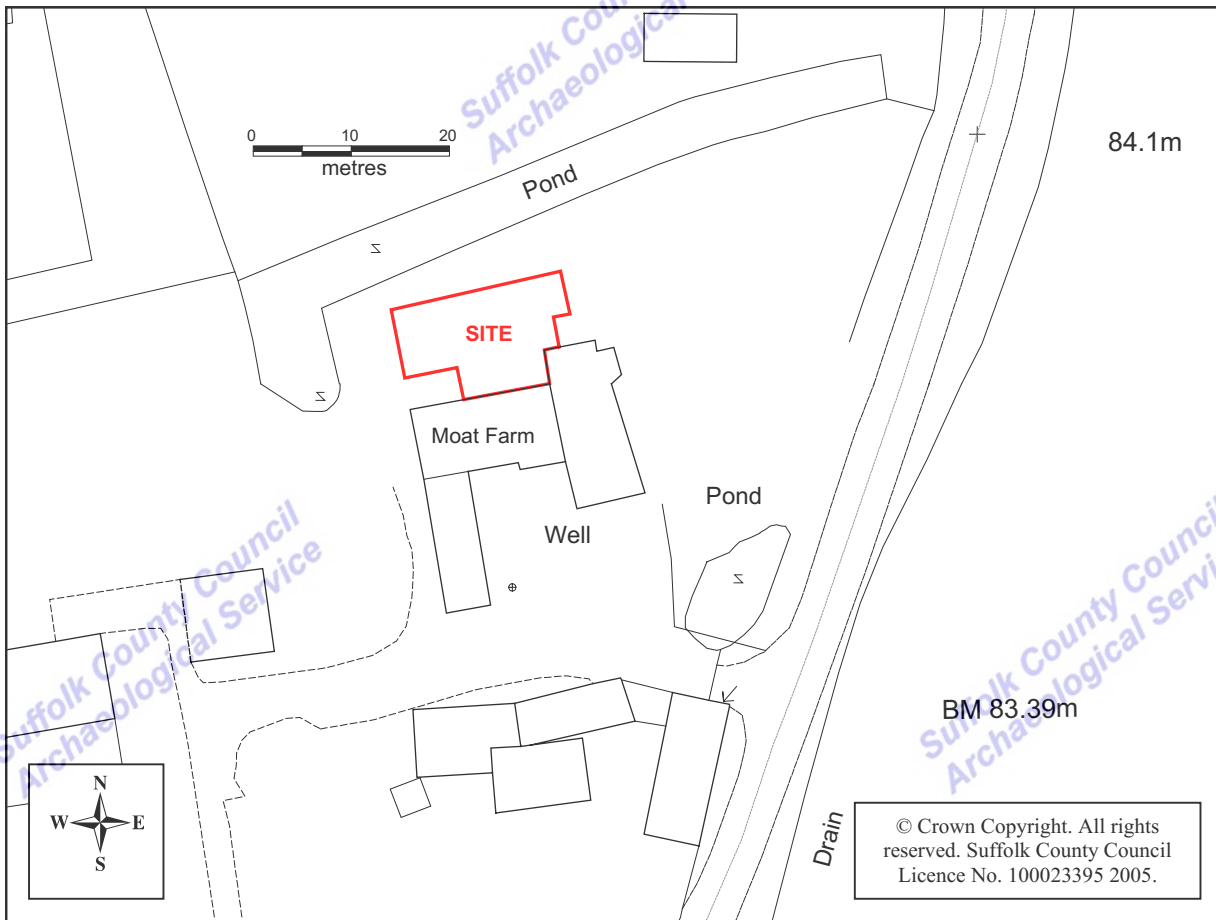 Suffolk County Council
Archaeological Service
0 10 20
metres
84.1m
Pond
SITE
Moat Farm
Pond
Well
Suffolk County Council
Archaeological Service
Suffolk County Council
Archaeological Service
BM 83.39m
N
W E
S
Drain
© Crown Copyright. All rights
reserved. Suffolk County Council
Licence No. 100023395 2005.